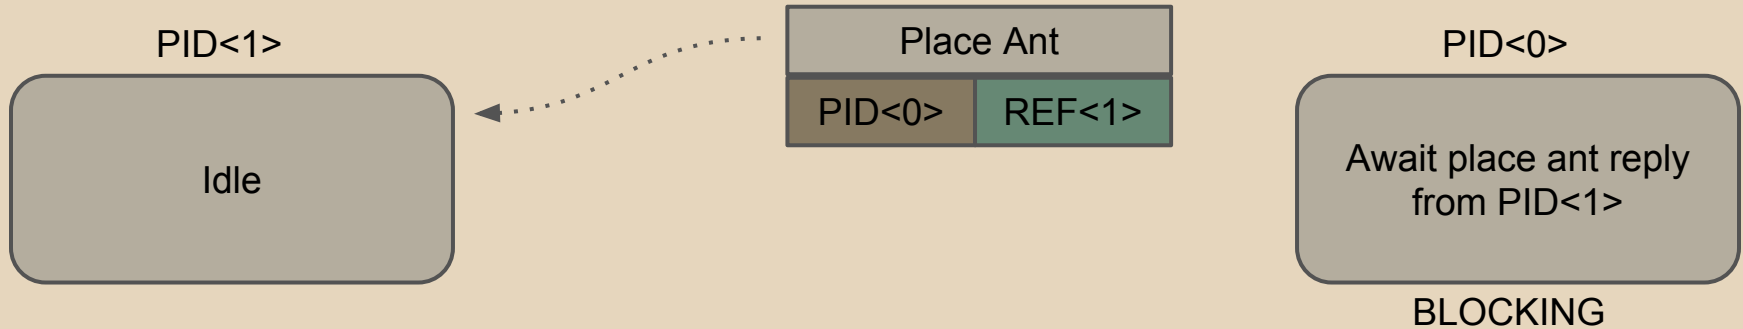 PID<1>
Idle
Place Ant
PID<0>
REF<1>
PID<0>
Await place ant reply
from PID<1>
BLOCKING